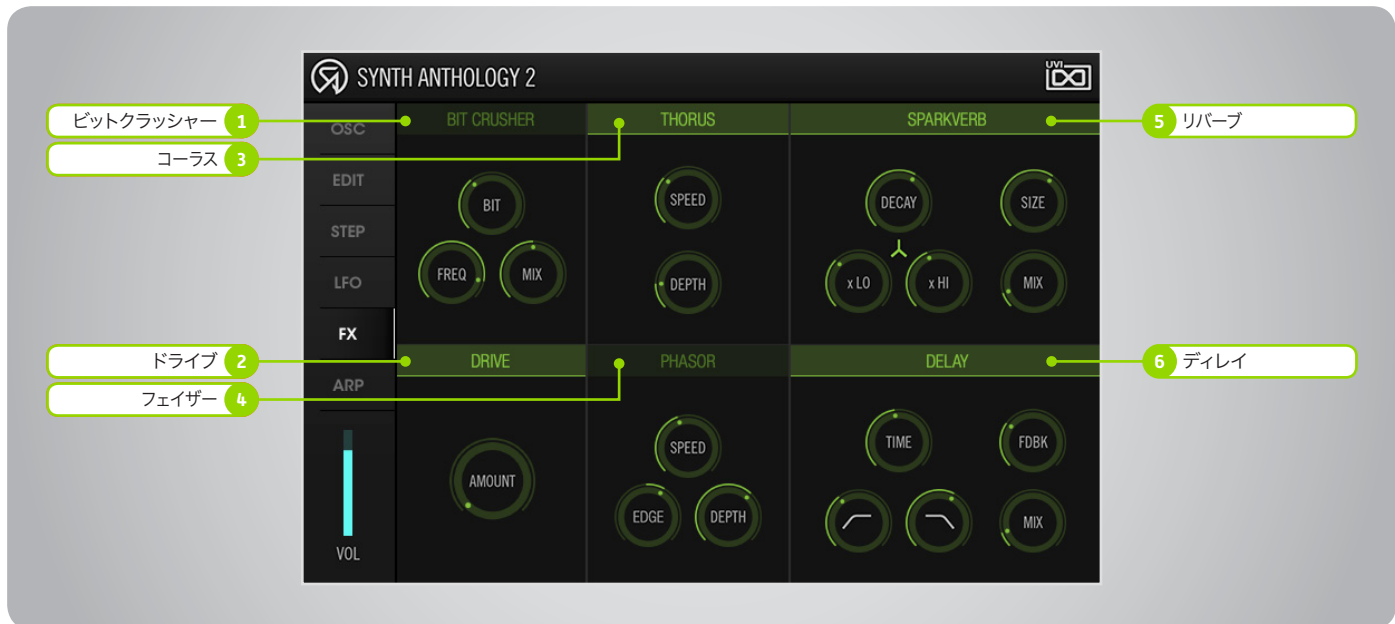 SYNTH ANTHOLOGY 2
UVI
ビットクラッシャー 1
コーラス 3
5 リバーブ
OSC
EDIT
STEP
LFO
FX
ARP
VOL
BIT CRUSHER
BIT
FREQ
MIX
THORUS
SPEED
DEPTH
SPARKVERB
DECAY
SIZE
x LO
x HI
MIX
ドライブ 2
フェイザー 4
6 ディレイ
DRIVE
AMOUNT
PHASOR
SPEED
EDGE
DEPTH
DELAY
TIME
FDBK
MIX